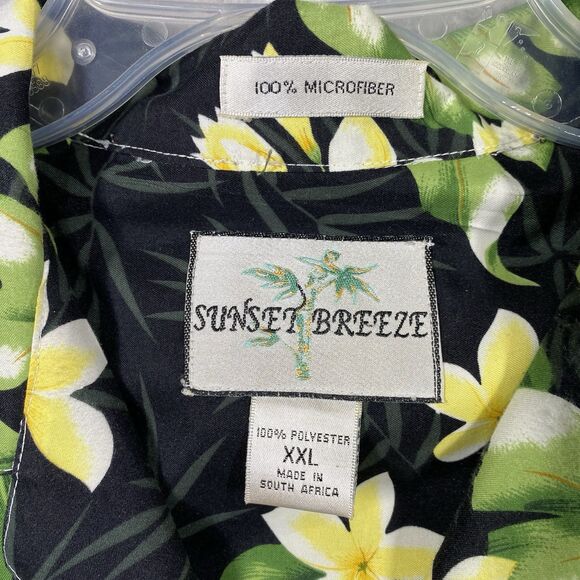 100% MICROFIBER
SUNSET BREEZE
100% POLYESTER
XXL
MADE IN
SOUTH AFRICA